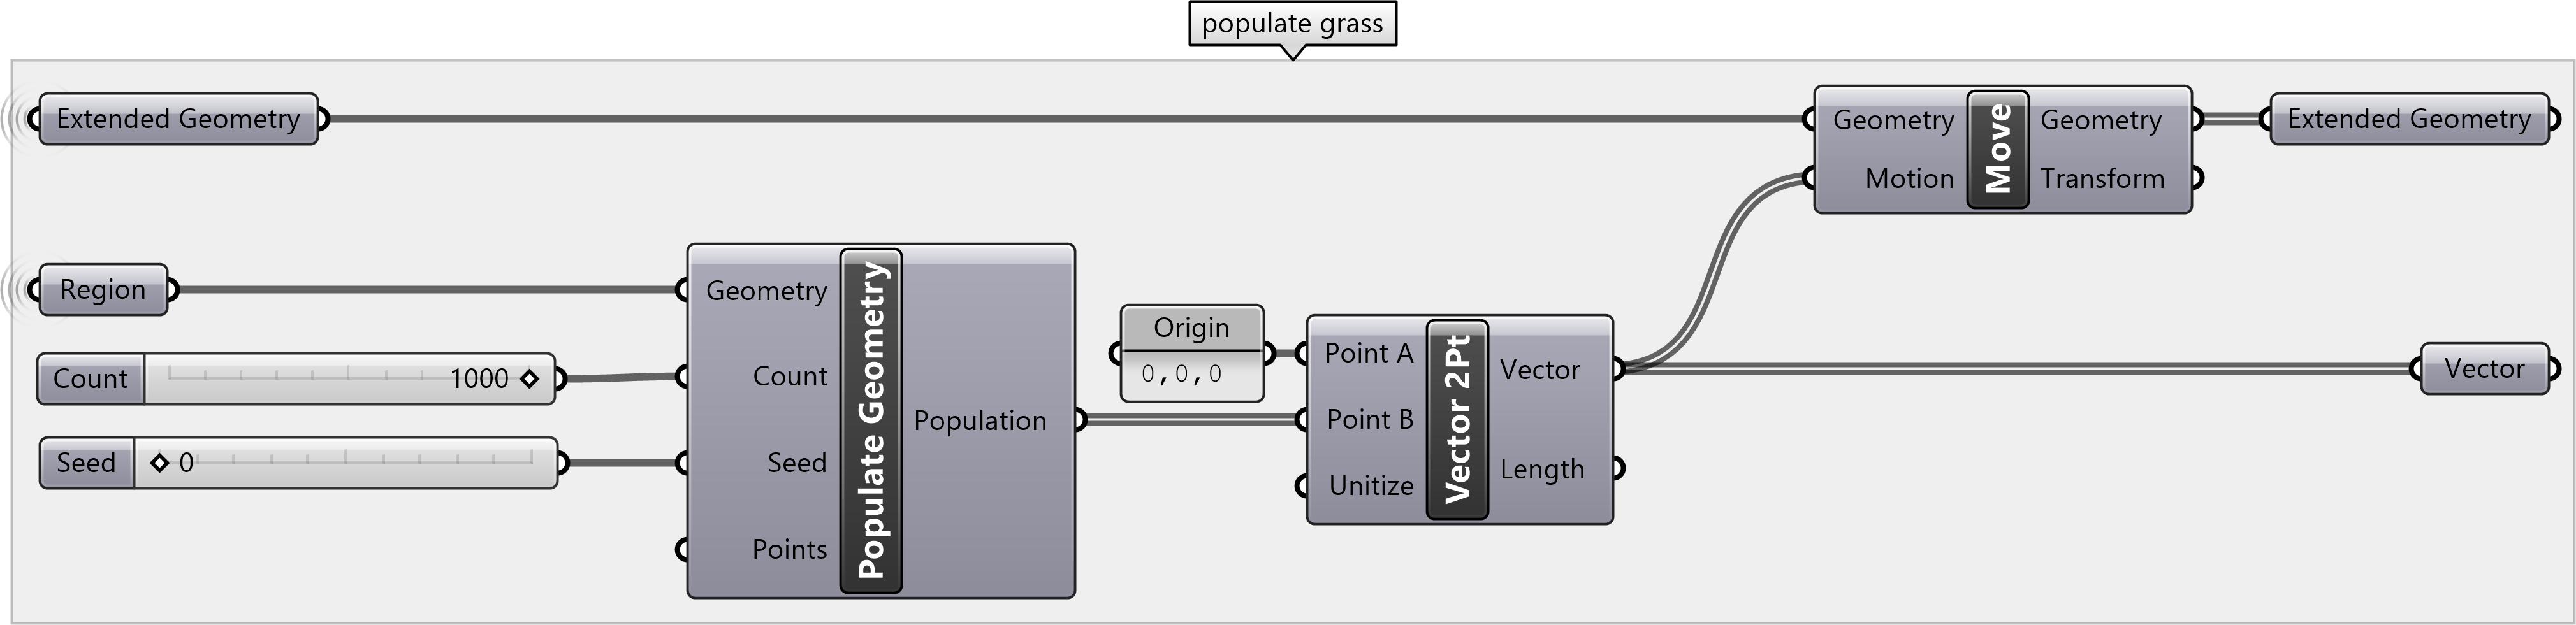 populate grass
Extended Geometry
Geometry
Motion
Move
Geometry
Transform
Extended Geometry
Region
Count
1000
Seed
0
Geometry
Count
Seed
Points
Populate Geometry
Population
Origin
0,0,0
Point A
Point B
Unitize
Vector 2Pt
Vector
Length
Vector